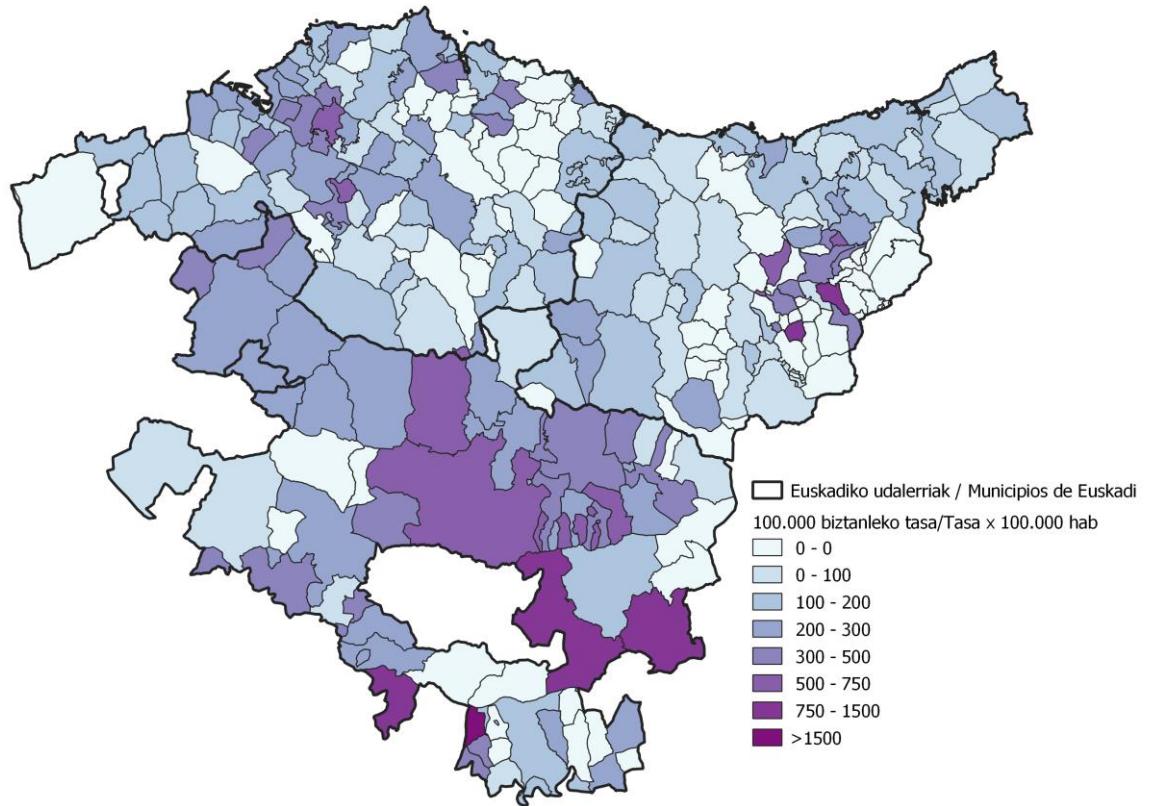 Euskadiko udalerriak / Municipios de Euskadi
100.000 biztanleko tasa/Tasa x 100.000 hab
0 - 0
0 - 100
100 - 200
200 - 300
300 - 500
500 - 750
750 - 1500
>1500